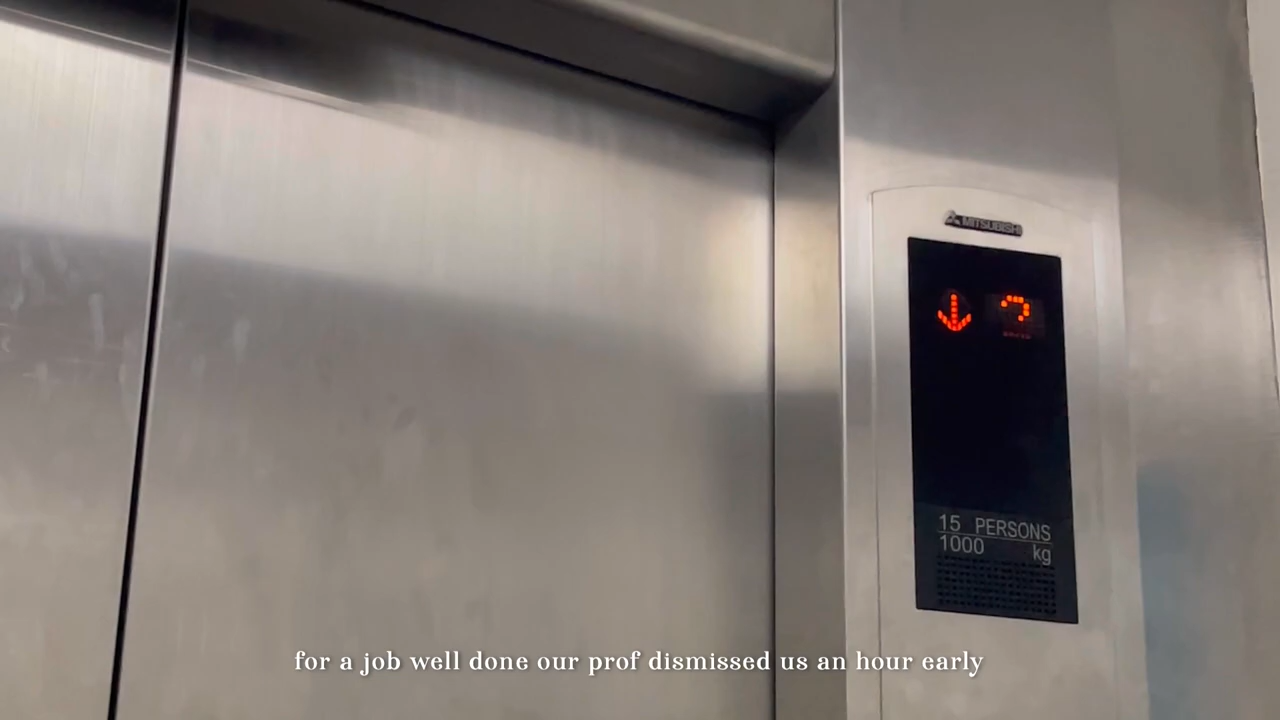 MITSUBISHI
15 PERSONS
1000 kg
for a job well done our prof dismissed us an hour early